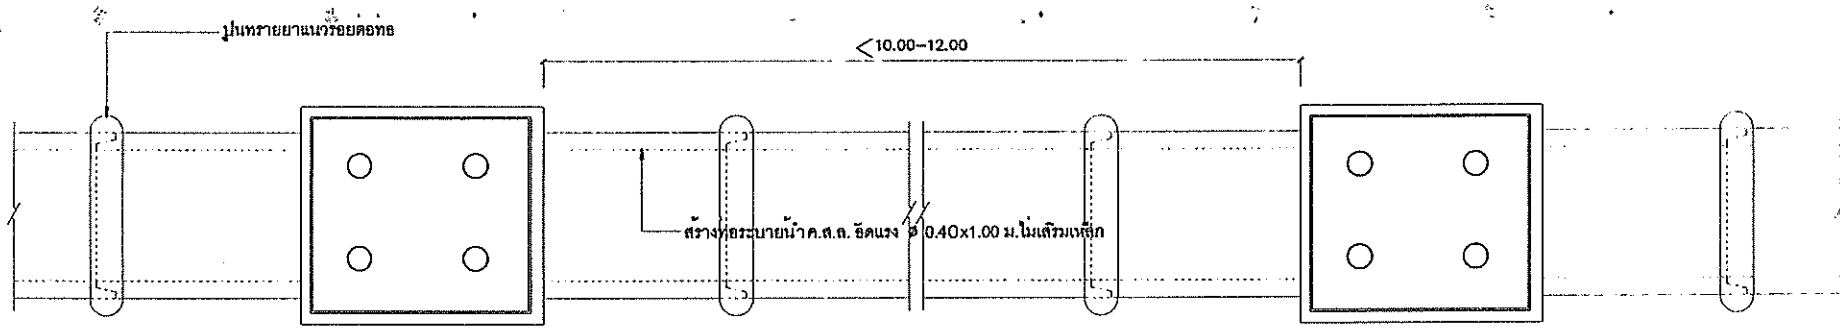 ปูนทรายยาแนวรอยต่อท่อ
<10.00-12.00
สร้างท่อระบายน้ำ ค.ส.ล. อัดแรง ø 0.40x1.00 ม.ไม่เสริมเหล็ก